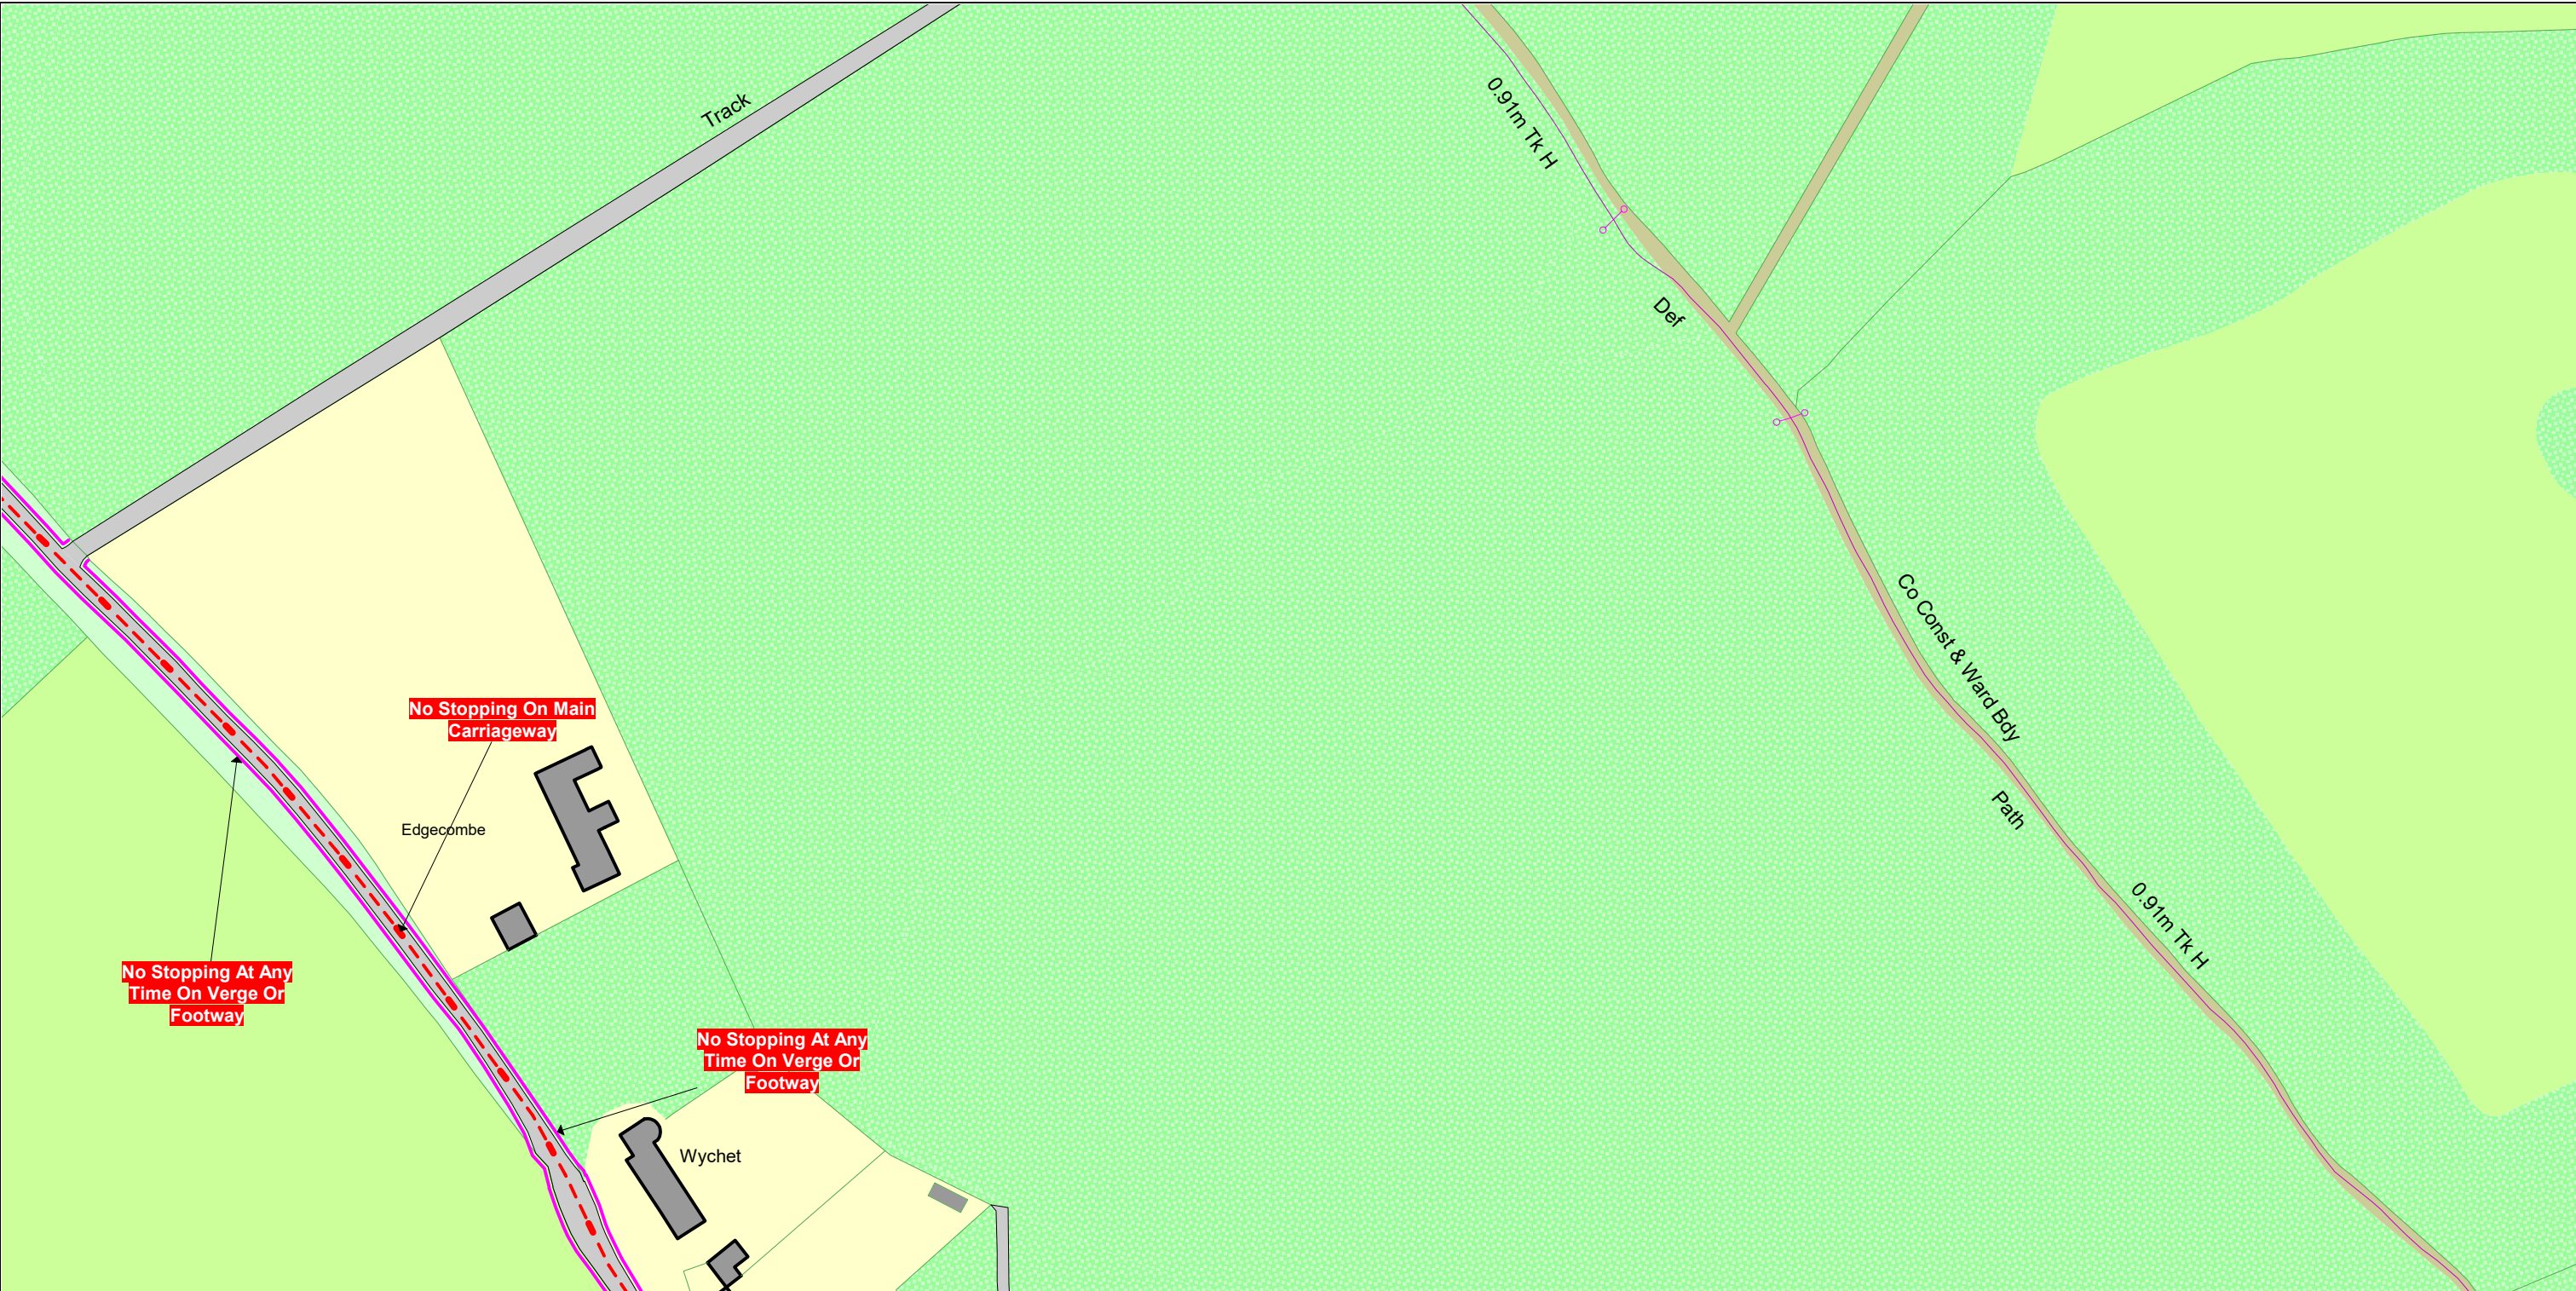 Track
0.91m Tk H
Def
Co Const & Ward Bdy
Path
0.91m Tk H
No Stopping On Main
Carriageway
Edgecombe
No Stopping At Any
Time On Verge Or
Footway
No Stopping At Any
Time On Verge Or
Footway
Wychet